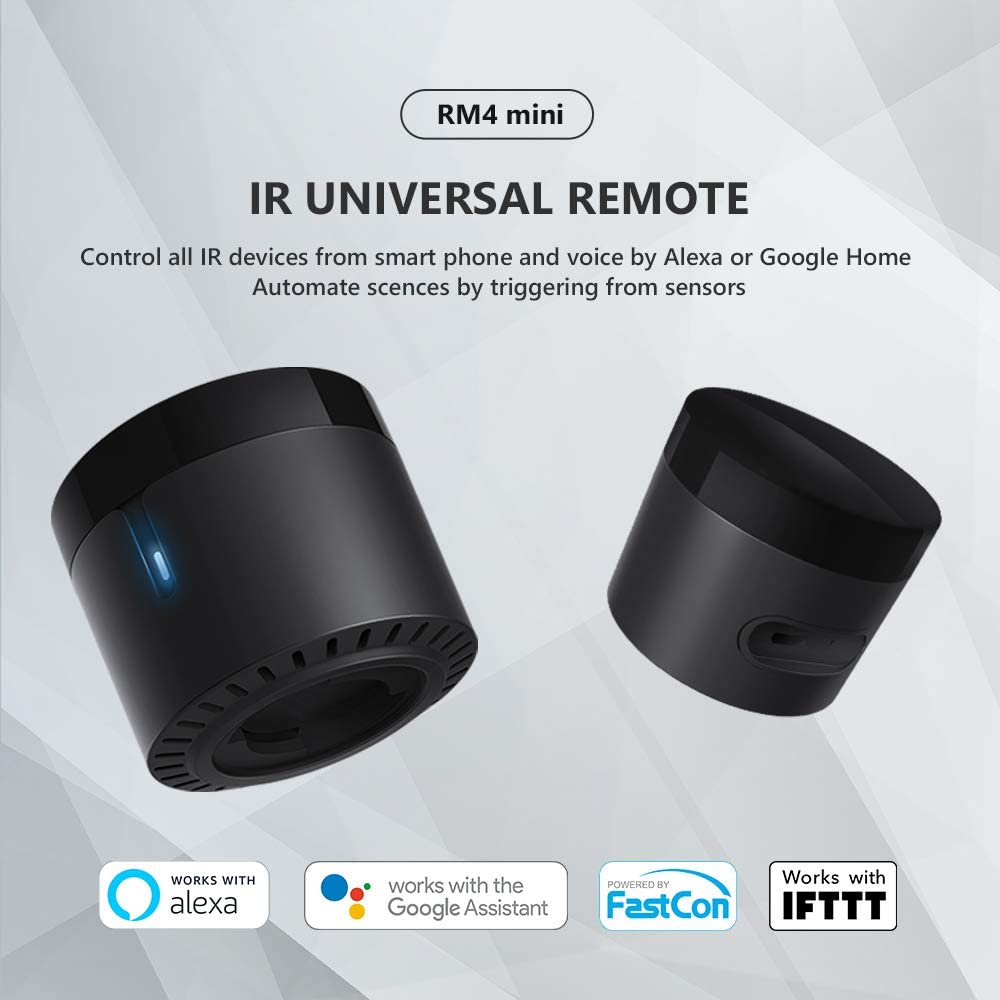 RM4 mini
IR UNIVERSAL REMOTE
Control all IR devices from smart phone and voice by Alexa or Google Home
Automate scences by triggering from sensors
WORKS WITH
alexa
works with the
Google Assistant
POWERED BY
FastCon
Works with
IFTTT